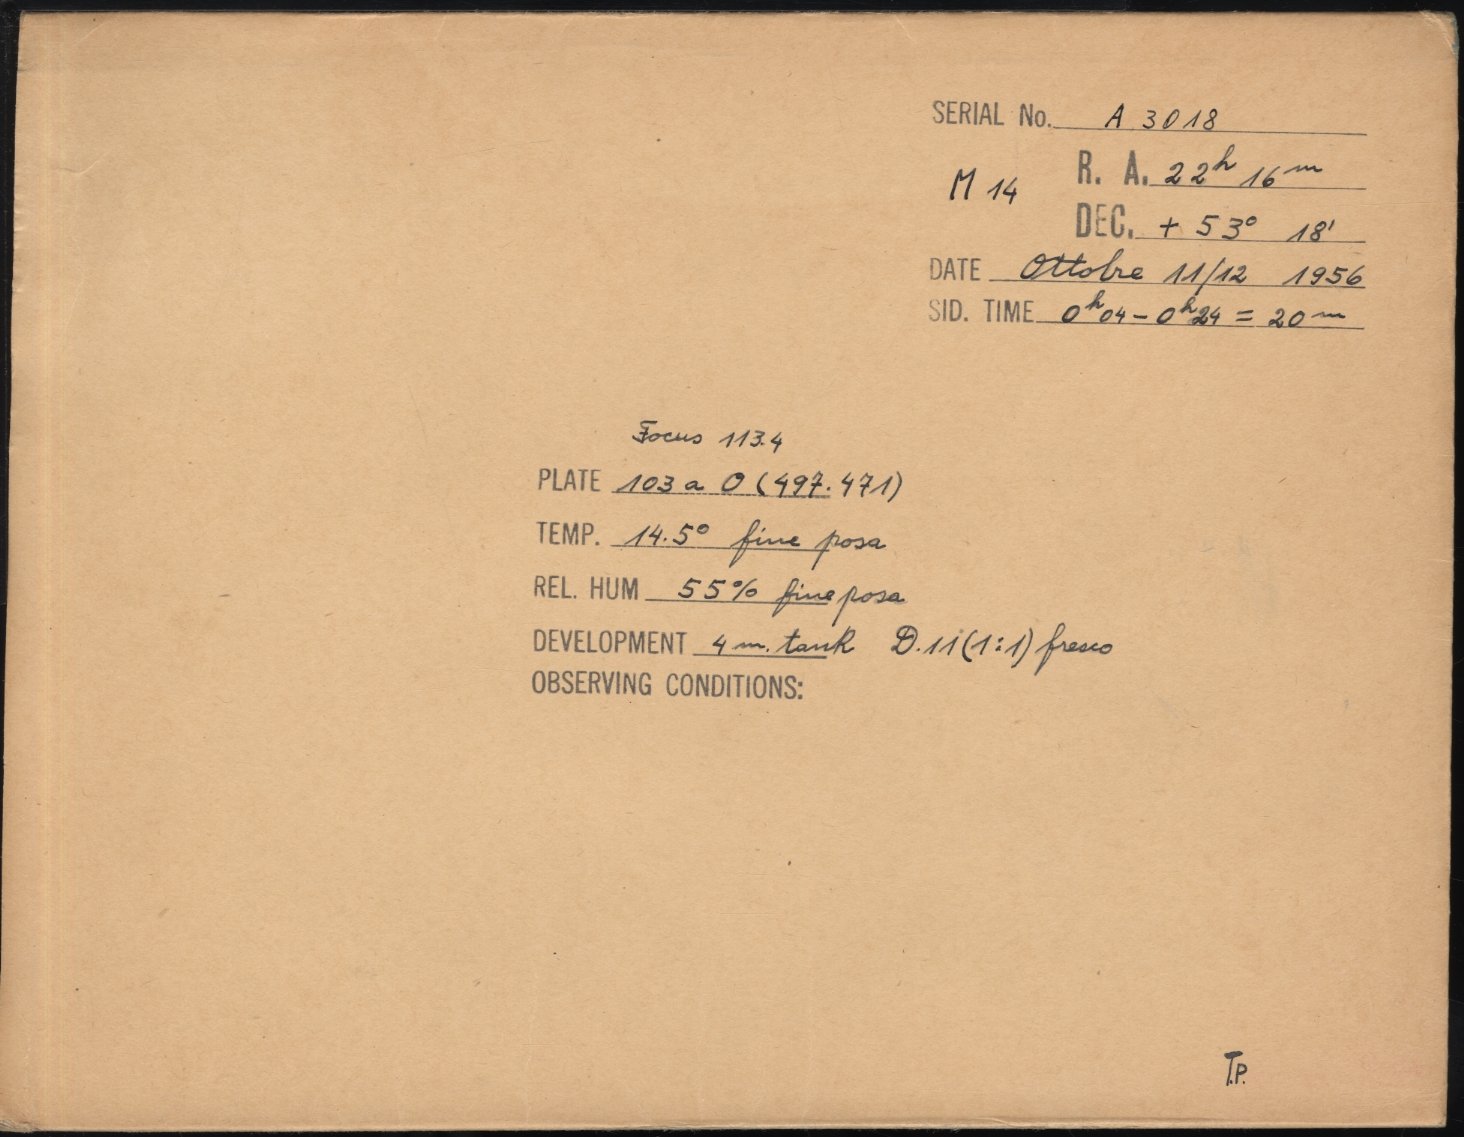 SERIAL No. A 3018
M 14 R. A. 22h 16m
DEC. + 53° 18'
DATE Ottobre 11/12 1956
SID. TIME 0h04 - 0h24 = 20m
Focus 113.4
PLATE 103 a O (497.471)
TEMP. 14.5° fine posa
REL. HUM 55% fine posa
DEVELOPMENT 4 m. tank D.11 (1:1) fresco
OBSERVING CONDITIONS:
T.P.